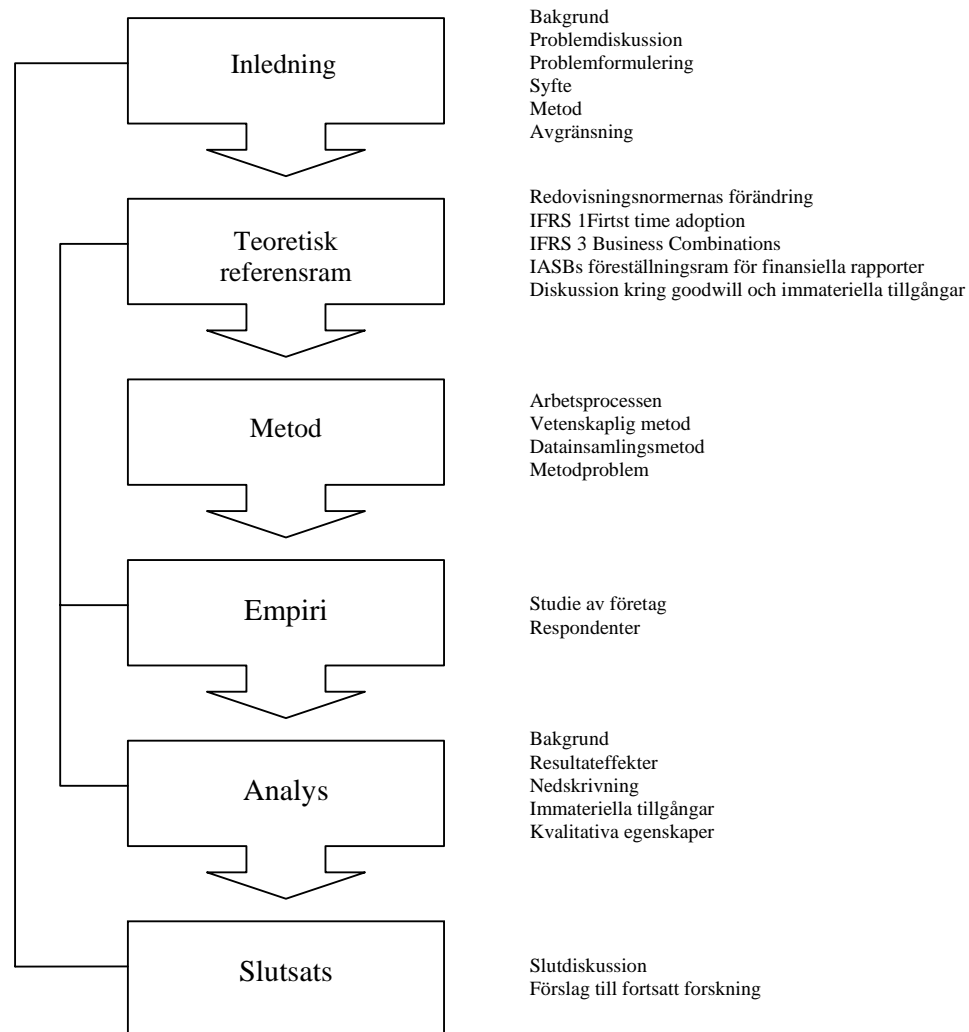 Inledning
Bakgrund
Problemdiskussion
Problemformulering
Syfte
Metod
Avgränsning
Teoretisk
referensram
Redovisningsnormernas förändring
IFRS 1Firtst time adoption
IFRS 3 Business Combinations
IASBs föreställningsram för finansiella rapporter
Diskussion kring goodwill och immateriella tillgångar
Metod
Arbetsprocessen
Vetenskaplig metod
Datainsamlingsmetod
Metodproblem
Empiri
Studie av företag
Respondenter
Analys
Bakgrund
Resultateffekter
Nedskrivning
Immateriella tillgångar
Kvalitativa egenskaper
Slutsats
Slutdiskussion
Förslag till fortsatt forskning